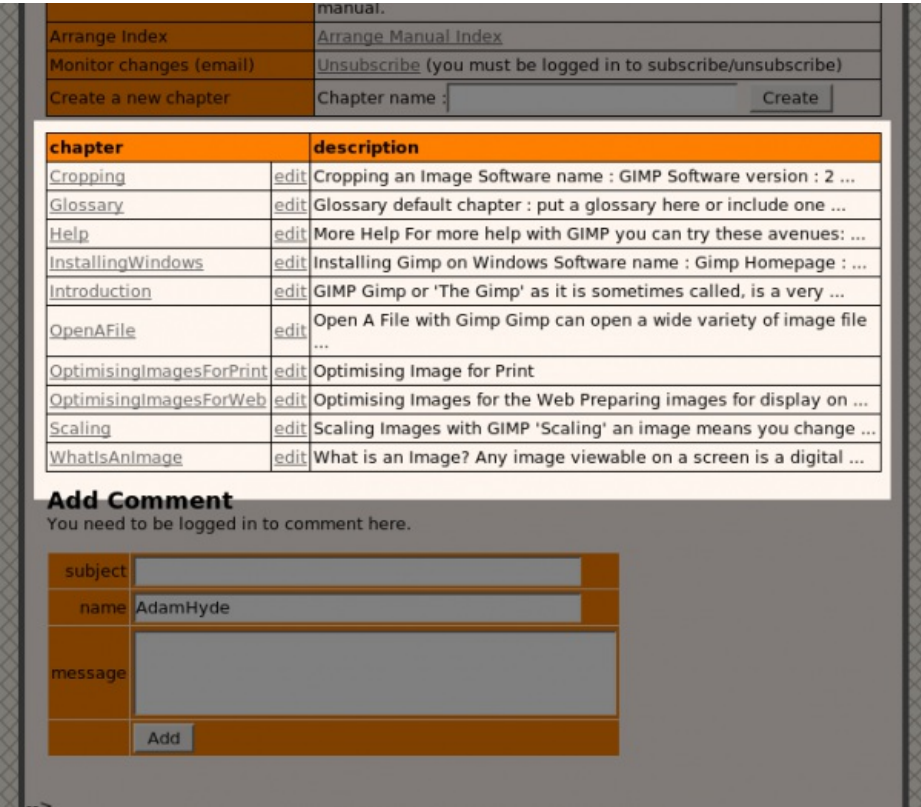 manual.
Arrange Index Arrange Manual Index
Monitor changes (email) Unsubscribe (you must be logged in to subscribe/unsubscribe)
Create a new chapter Chapter name : Create
chapter description
Cropping edit Cropping an Image Software name : GIMP Software version : 2 ...
Glossary edit Glossary default chapter : put a glossary here or include one ...
Help edit More Help For more help with GIMP you can try these avenues: ...
InstallingWindows edit Installing Gimp on Windows Software name : Gimp Homepage : ...
Introduction edit GIMP Gimp or 'The Gimp' as it is sometimes called, is a very ...
OpenAFile edit Open A File with Gimp Gimp can open a wide variety of image file
...
OptimisingImagesForPrint edit Optimising Image for Print
OptimisingImagesForWeb edit Optimising Images for the Web Preparing images for display on ...
Scaling edit Scaling Images with GIMP 'Scaling' an image means you change ...
WhatIsAnImage edit What is an Image? Any image viewable on a screen is a digital ...
Add Comment
You need to be logged in to comment here.
subject
name AdamHyde
message
Add